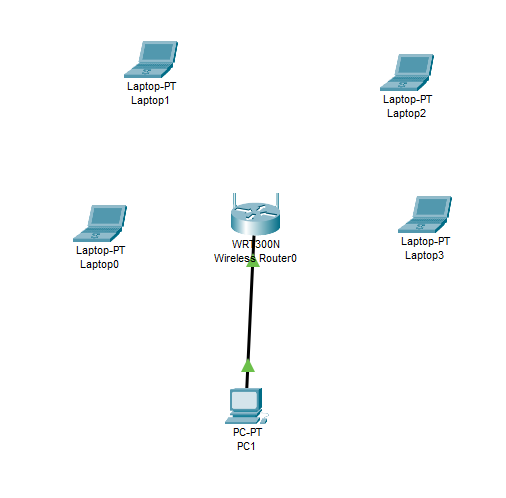 Laptop-PT
Laptop1
Laptop-PT
Laptop2
Laptop-PT
Laptop0
WRT300N
Wireless Router0
Laptop-PT
Laptop3
PC-PT
PC1